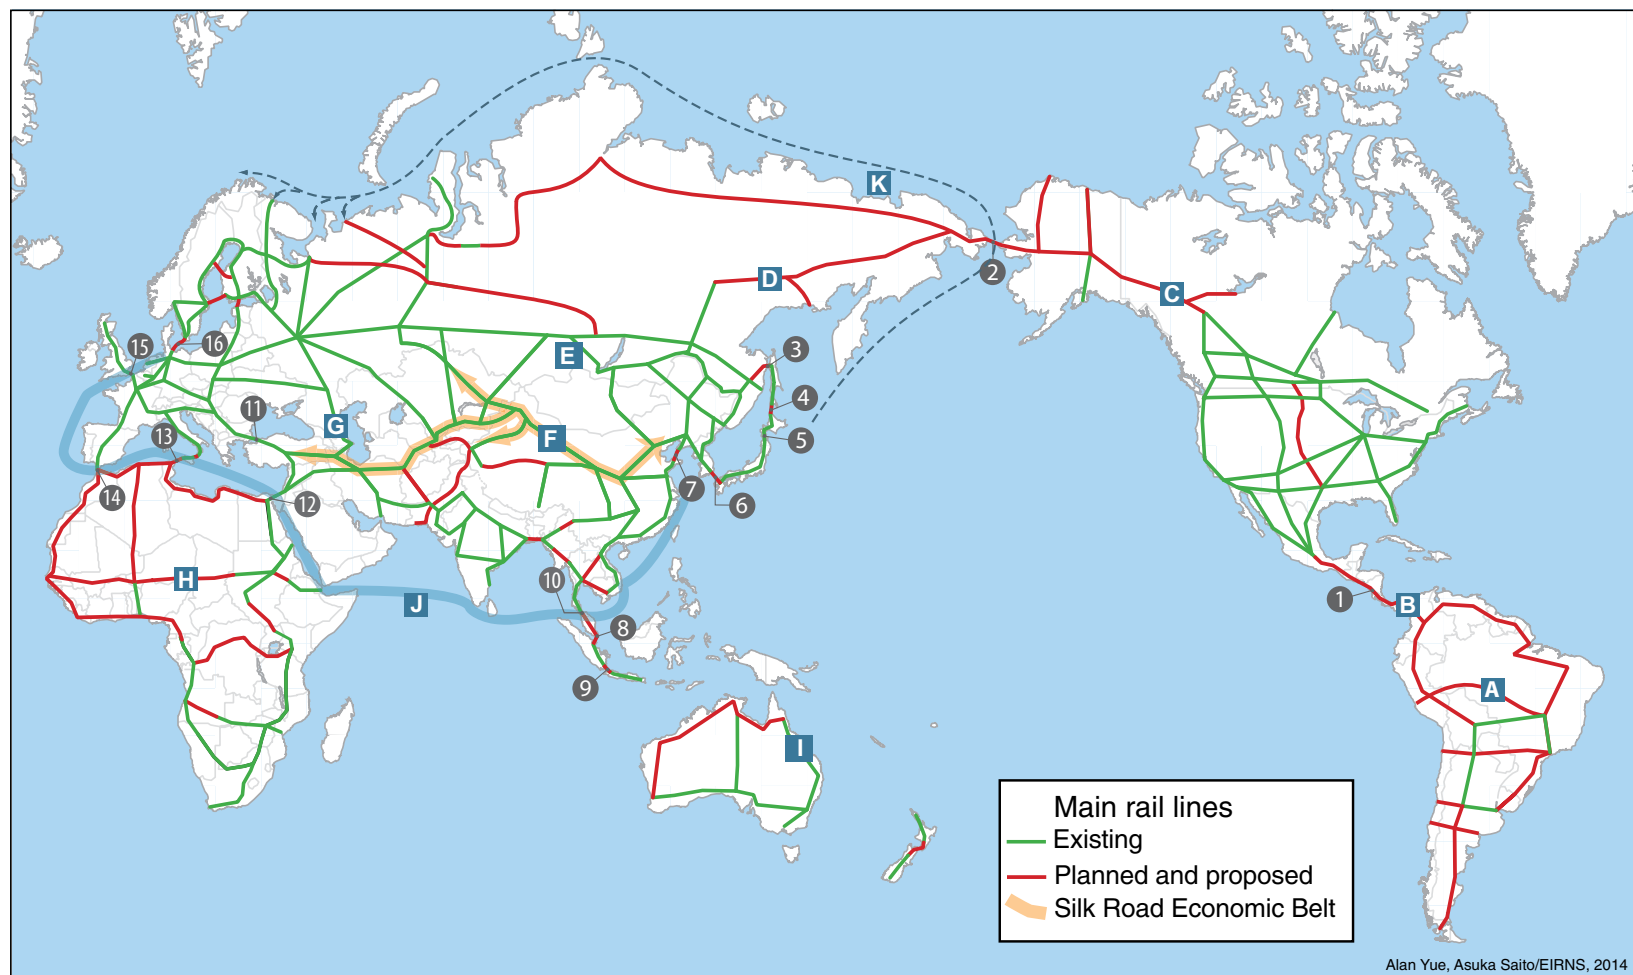 K
2
D
C
3
15
16
E
4
11
G
13
F
5
14
12
7
6
10
H
J
1
B
8
9
A
I
Main rail lines
Existing
Planned and proposed
Silk Road Economic Belt
Alan Yue, Asuka Saito/EIRNS, 2014